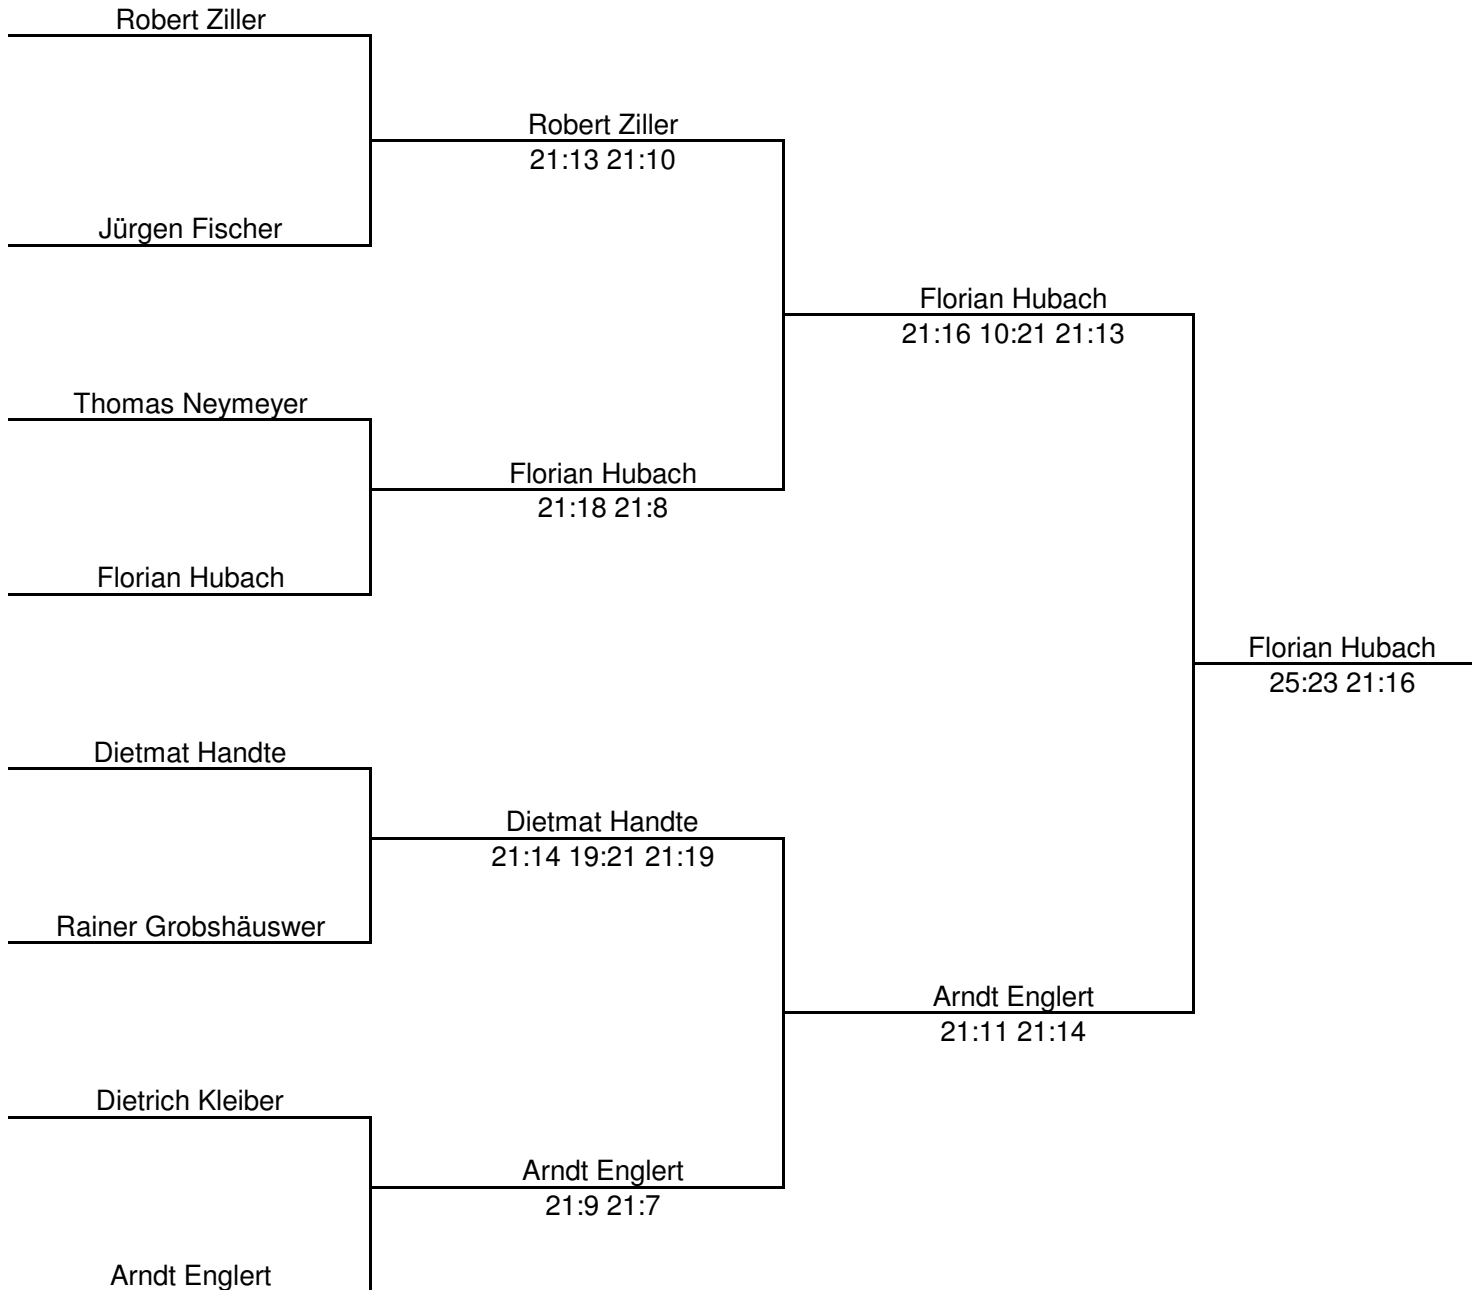 Robert Ziller
Robert Ziller
21:13 21:10
Jürgen Fischer
Florian Hubach
21:16 10:21 21:13
Thomas Neymeyer
Florian Hubach
21:18 21:8
Florian Hubach
Florian Hubach
25:23 21:16
Dietmat Handte
Dietmat Handte
21:14 19:21 21:19
Rainer Grobshäuswer
Arndt Englert
21:11 21:14
Dietrich Kleiber
Arndt Englert
21:9 21:7
Arndt Englert